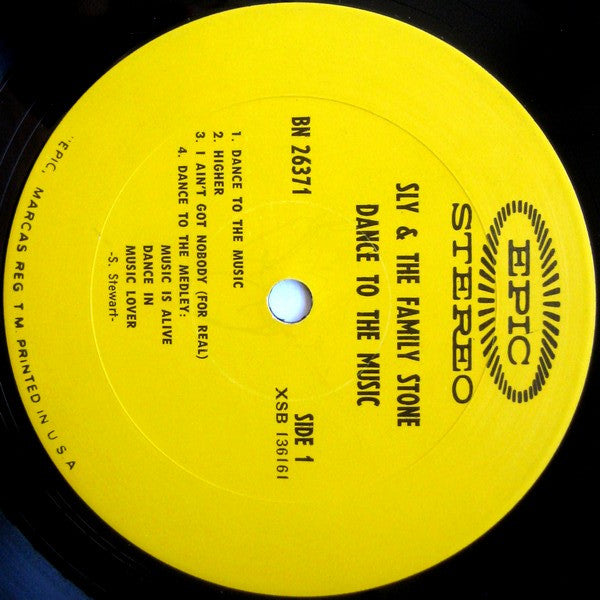 EPIC
STEREO
SLY & THE FAMILY STONE
DANCE TO THE MUSIC
BN 26371
SIDE 1
XSB 136161
1. DANCE TO THE MUSIC
2. HIGHER
3. I AIN'T GOT NOBODY (FOR REAL)
4. DANCE TO THE MEDLEY:
MUSIC IS ALIVE
DANCE IN
MUSIC LOVER
-S. Stewart-
"EPIC, MARCAS REG T M. PRINTED IN U S A